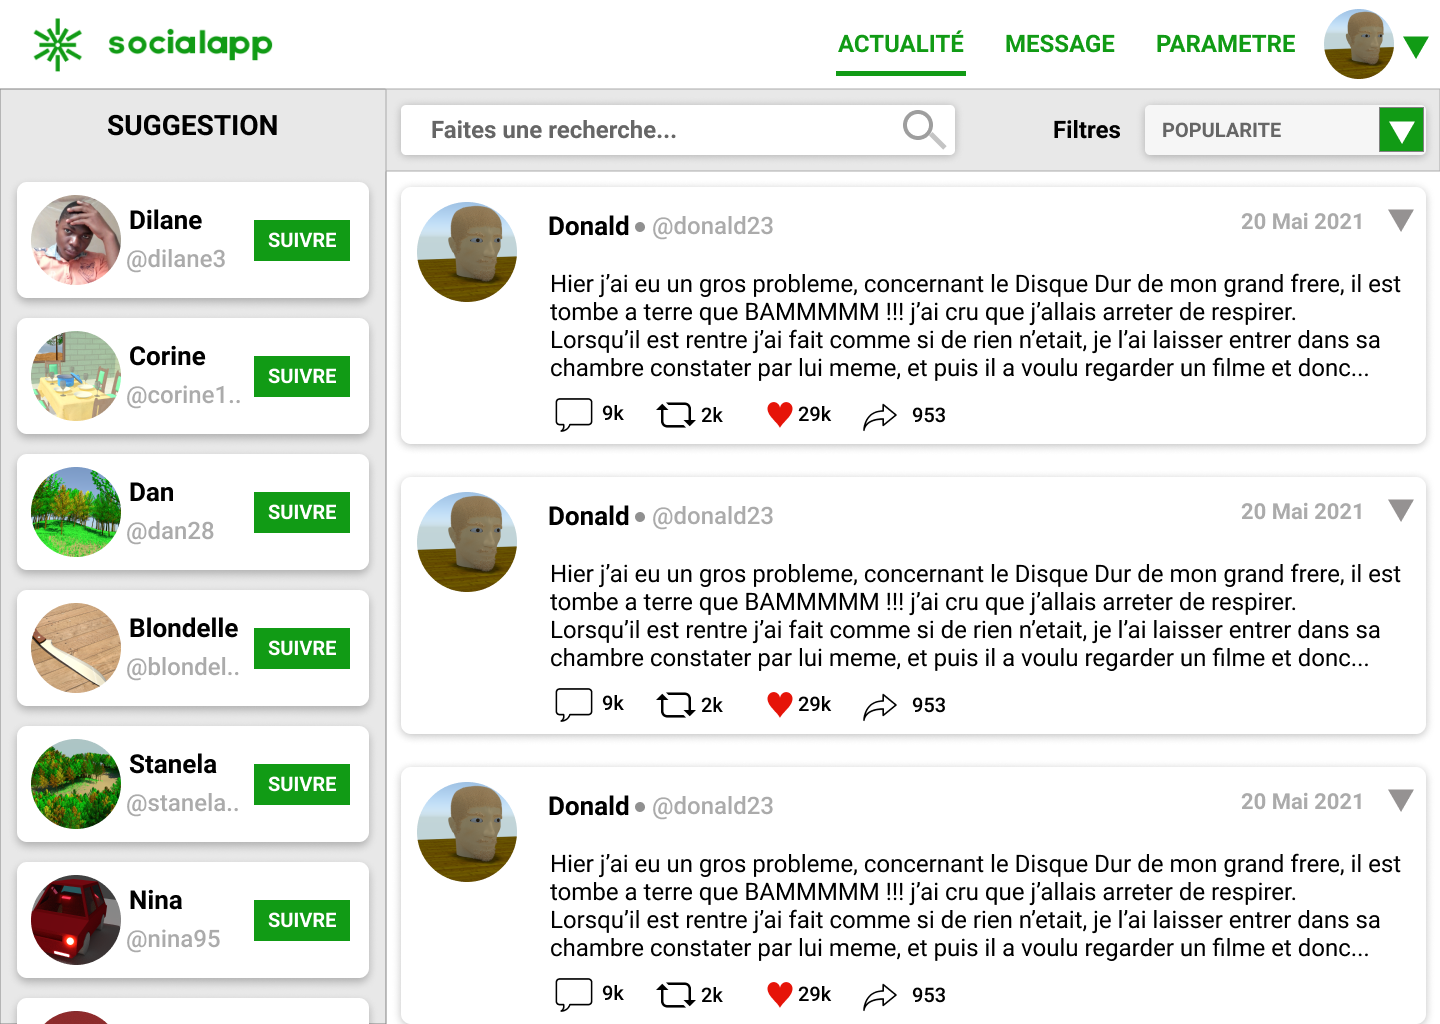 socialapp
ACTUALITÉ
MESSAGE
PARAMETRE
SUGGESTION
Faites une recherche...
Filtres
POPULARITE
Dilane
@dilane3
SUIVRE
Corine
@corine1..
SUIVRE
Dan
@dan28
SUIVRE
Blondelle
@blondel..
SUIVRE
Stanela
@stanela..
SUIVRE
Nina
@nina95
SUIVRE
Donald • @donald23
20 Mai 2021
Hier j’ai eu un gros probleme, concernant le Disque Dur de mon grand frere, il est
tombe a terre que BAMMMMM !!! j’ai cru que j’allais arreter de respirer.
Lorsqu’il est rentre j’ai fait comme si de rien n’etait, je l’ai laisser entrer dans sa
chambre constater par lui meme, et puis il a voulu regarder un filme et donc...
9k
2k
29k
953
Donald • @donald23
20 Mai 2021
Hier j’ai eu un gros probleme, concernant le Disque Dur de mon grand frere, il est
tombe a terre que BAMMMMM !!! j’ai cru que j’allais arreter de respirer.
Lorsqu’il est rentre j’ai fait comme si de rien n’etait, je l’ai laisser entrer dans sa
chambre constater par lui meme, et puis il a voulu regarder un filme et donc...
9k
2k
29k
953
Donald • @donald23
20 Mai 2021
Hier j’ai eu un gros probleme, concernant le Disque Dur de mon grand frere, il est
tombe a terre que BAMMMMM !!! j’ai cru que j’allais arreter de respirer.
Lorsqu’il est rentre j’ai fait comme si de rien n’etait, je l’ai laisser entrer dans sa
chambre constater par lui meme, et puis il a voulu regarder un filme et donc...
9k
2k
29k
953